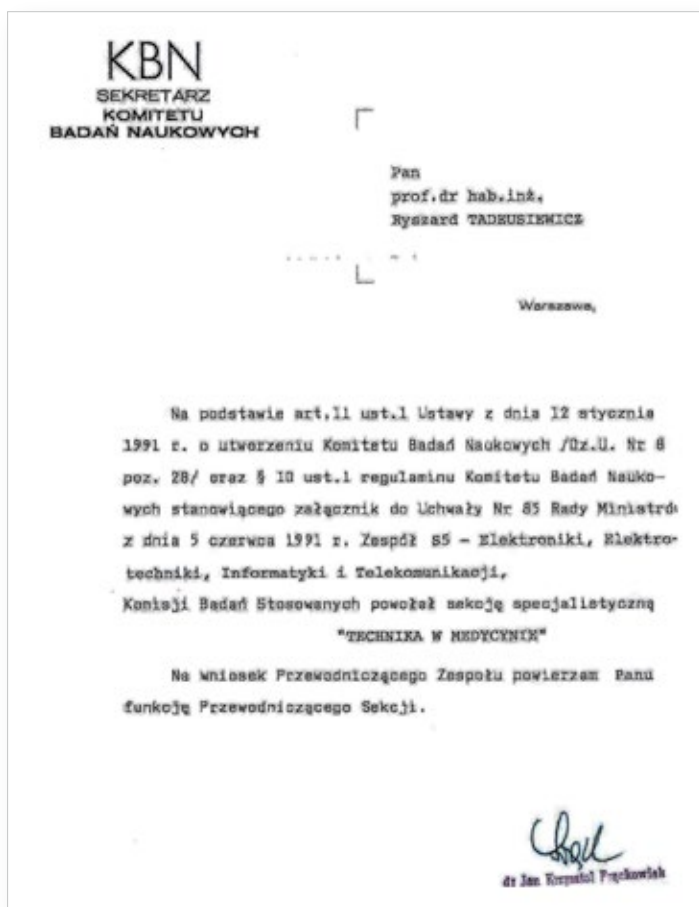 KBN
SEKRETARZ
KOMITETU
BADAŃ NAUKOWYCH
Pan
prof.dr hab.inż.
Ryszard TADEUSIEWICZ
Warszawa,
Na podstawie art.11 ust.1 Ustawy z dnia 12 stycznia
1991 r. o utworzeniu Komitetu Badań Naukowych /Dz.U. Nr 8
poz. 28/ oraz § 10 ust.1 regulaminu Komitetu Badań Nauko-
wych stanowiącego załącznik do Uchwały Nr 85 Rady Ministró
z dnia 5 czerwca 1991 r. Zespół S5 - Elektroniki, Elektro-
techniki, Informatyki i Telekomunikacji,
Komisji Badań Stosowanych powołał sekcję specjalistyczną
"TECHNIKA W MEDYCYNIE"
Na wniosek Przewodniczącego Zespołu powierzam Panu
funkcję Przewodniczącego Sekcji.
dr Jan Krzysztof Frąckowiak